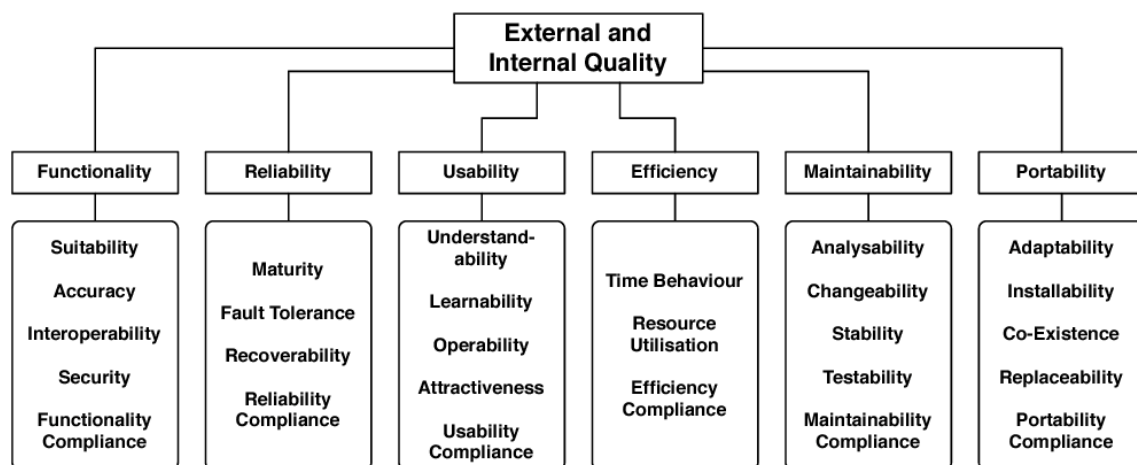 External and
Internal Quality
Functionality
Reliability
Usability
Efficiency
Maintainability
Portability
Suitability
Accuracy
Interoperability
Security
Functionality
Compliance
Maturity
Fault Tolerance
Recoverability
Reliability
Compliance
Understand-
ability
Learnability
Operability
Attractiveness
Usability
Compliance
Time Behaviour
Resource
Utilisation
Efficiency
Compliance
Analysability
Changeability
Stability
Testability
Maintainability
Compliance
Adaptability
Installability
Co-Existence
Replaceability
Portability
Compliance